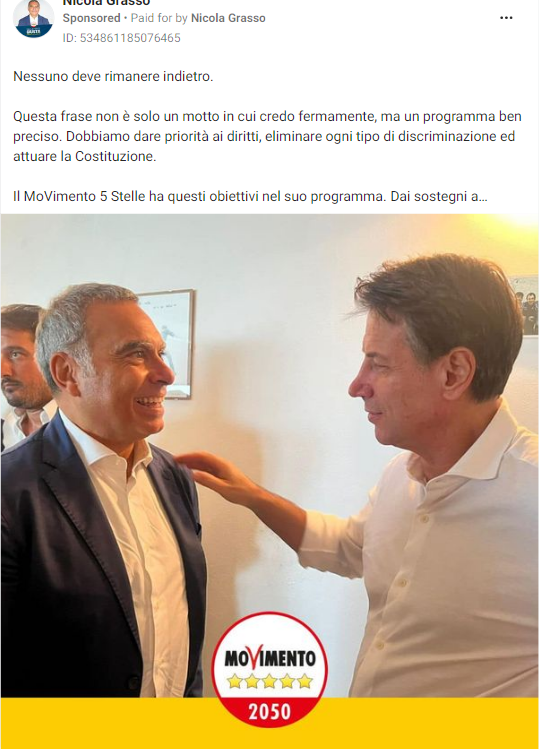 Nicola Grasso
Sponsored • Paid for by Nicola Grasso
ID: 534861185076465
Nessuno deve rimanere indietro.
Questa frase non è solo un motto in cui credo fermamente, ma un programma ben
preciso. Dobbiamo dare priorità ai diritti, eliminare ogni tipo di discriminazione ed
attuare la Costituzione.
Il MoVimento 5 Stelle ha questi obiettivi nel suo programma. Dai sostegni a…
MOVIMENTO
2050